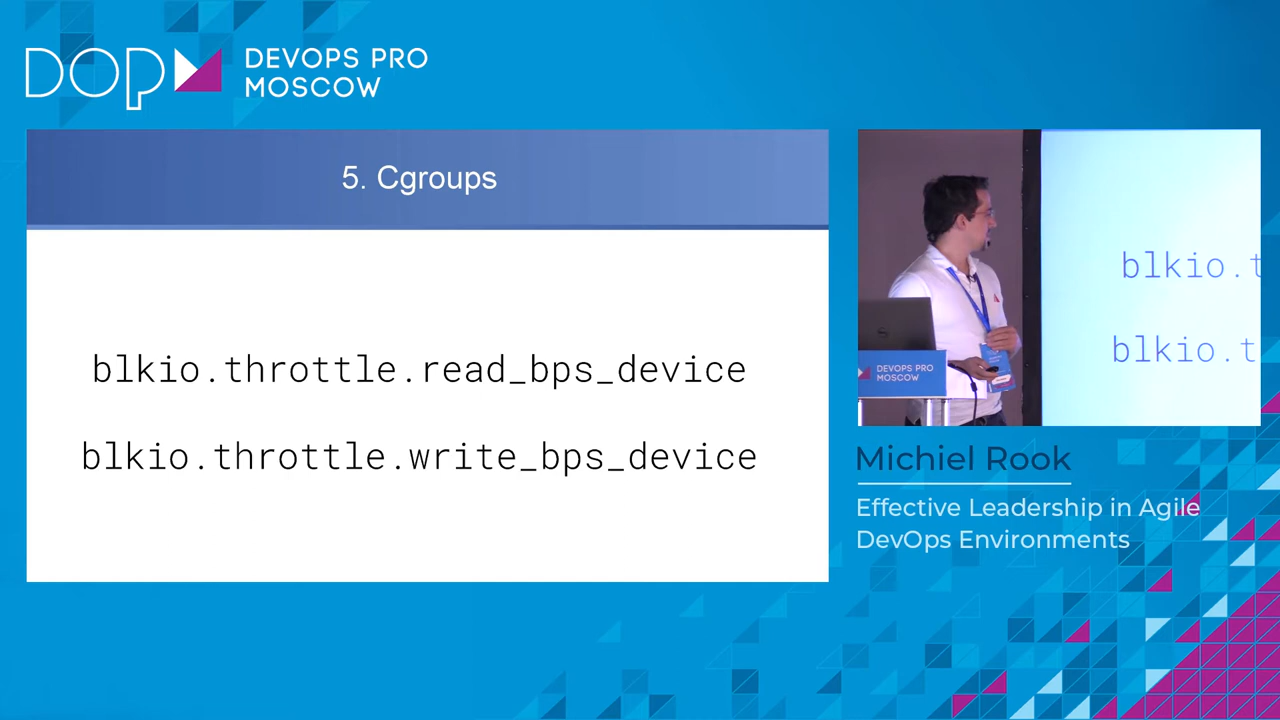 DOP DEVOPS PRO
MOSCOW
5. Cgroups
blkio.throttle.read_bps_device
blkio.throttle.write_bps_device
blkio.t
blkio.t
DEVOPS PRO
MOSCOW
Michiel Rook
Effective Leadership in Agile
DevOps Environments